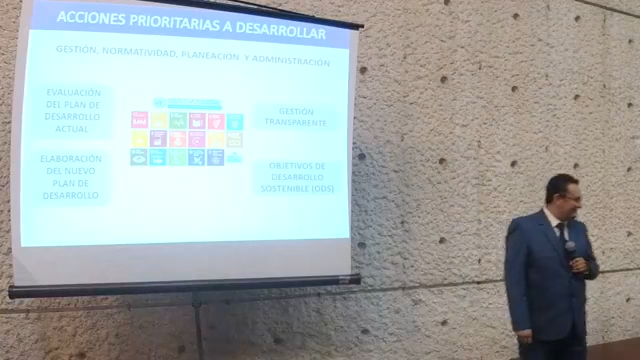 ACCIONES PRIORITARIAS A DESARROLLAR
GESTIÓN, NORMATIVIDAD, PLANEACIÓN Y ADMINISTRACIÓN
EVALUACIÓN
DEL PLAN DE
DESARROLLO
ACTUAL
GESTIÓN
TRANSPARENTE
ELABORACIÓN
DEL NUEVO
PLAN DE
DESARROLLO
OBJETIVOS DE
DESARROLLO
SOSTENIBLE (ODS)